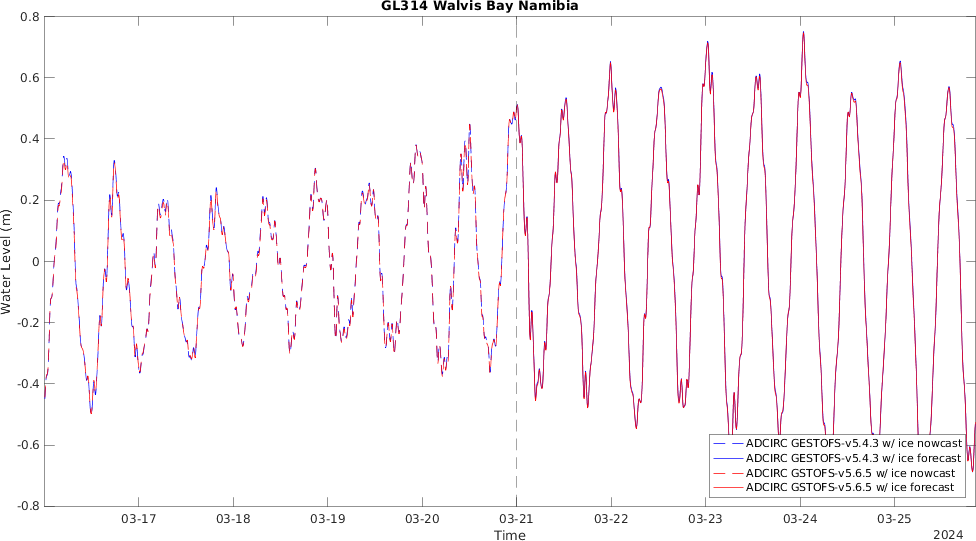 GL314 Walvis Bay Namibia
0.8
0.6
0.4
0.2
0
-0.2
-0.4
-0.6
-0.8
Water Level (m)
ADCIRC GESTOFS-v5.4.3 w/ ice nowcast
ADCIRC GESTOFS-v5.4.3 w/ ice forecast
ADCIRC GSTOFS-v5.6.5 w/ ice nowcast
ADCIRC GSTOFS-v5.6.5 w/ ice forecast
03-17 03-18 03-19 03-20 03-21 03-22 03-23 03-24 03-25
Time
2024